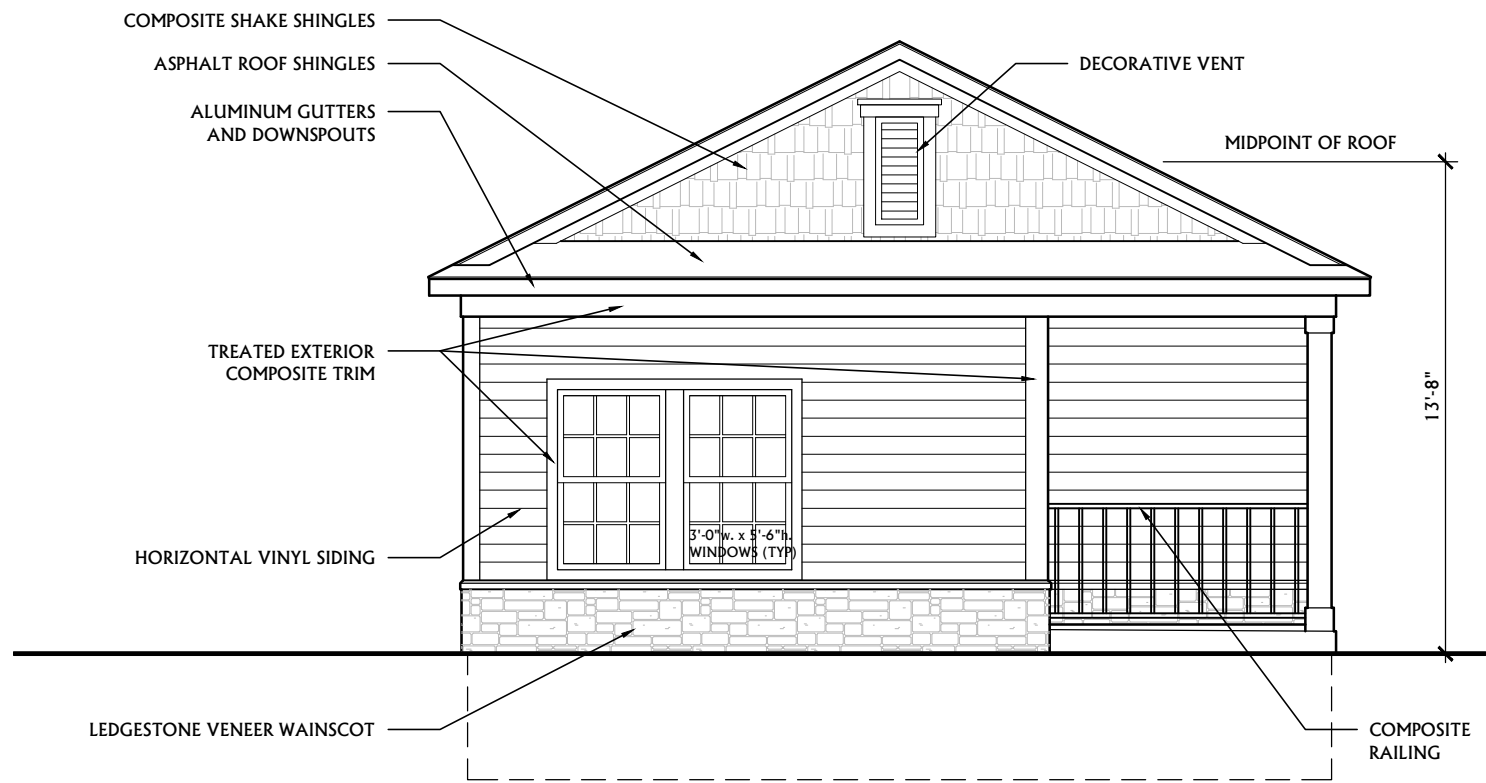 COMPOSITE SHAKE SHINGLES
ASPHALT ROOF SHINGLES
ALUMINUM GUTTERS
AND DOWNSPOUTS
DECORATIVE VENT
MIDPOINT OF ROOF
13'-8"
TREATED EXTERIOR
COMPOSITE TRIM
3'-0"w. x 5'-6"h.
WINDOWS (TYP)
HORIZONTAL VINYL SIDING
LEDGESTONE VENEER WAINSCOT
COMPOSITE
RAILING